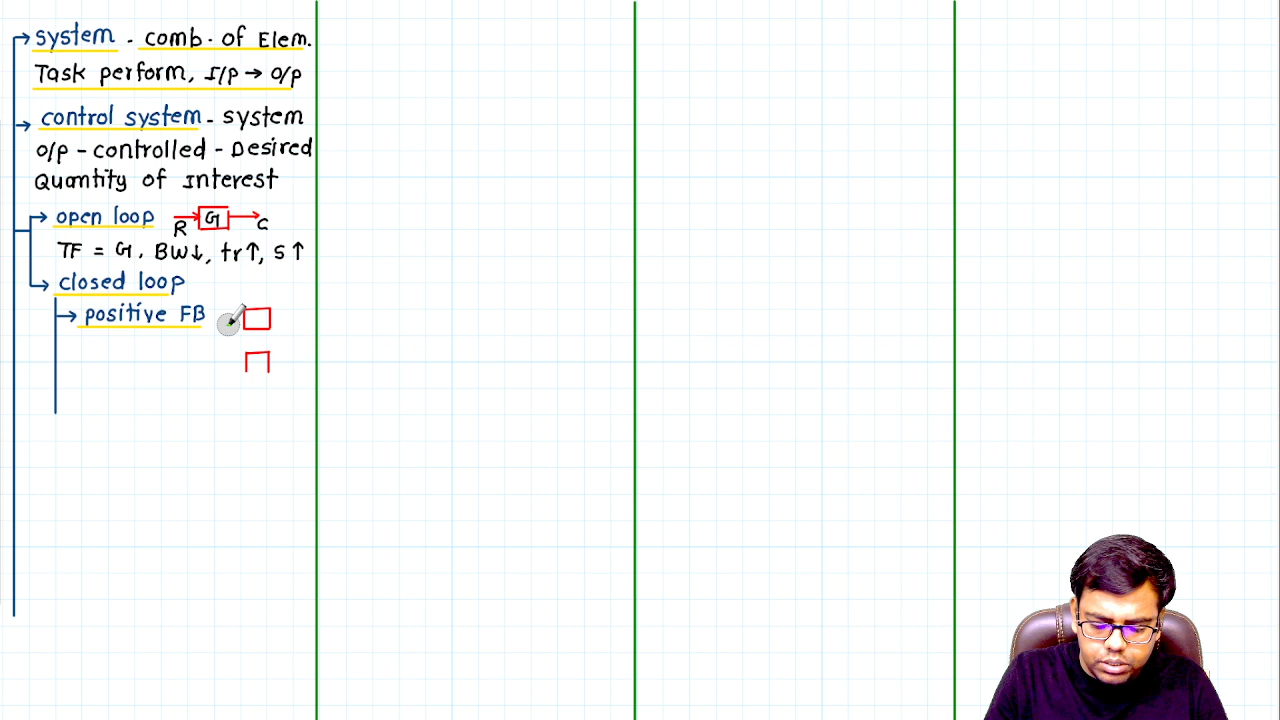 system - comb. of Elem.
Task perform, I/p → o/p
control system - system
o/p - controlled - Desired
Quantity of Interest
open loop R G C
TF = G, BW↓, tr↑, S↑
closed loop
positive FB